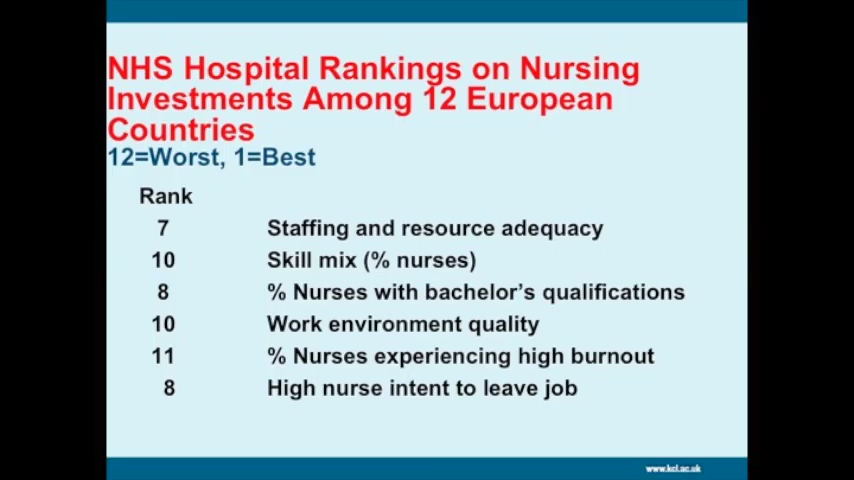 NHS Hospital Rankings on Nursing
Investments Among 12 European
Countries
12=Worst, 1=Best
Rank
7 Staffing and resource adequacy
10 Skill mix (% nurses)
8 % Nurses with bachelor's qualifications
10 Work environment quality
11 % Nurses experiencing high burnout
8 High nurse intent to leave job
www.kcl.ac.uk